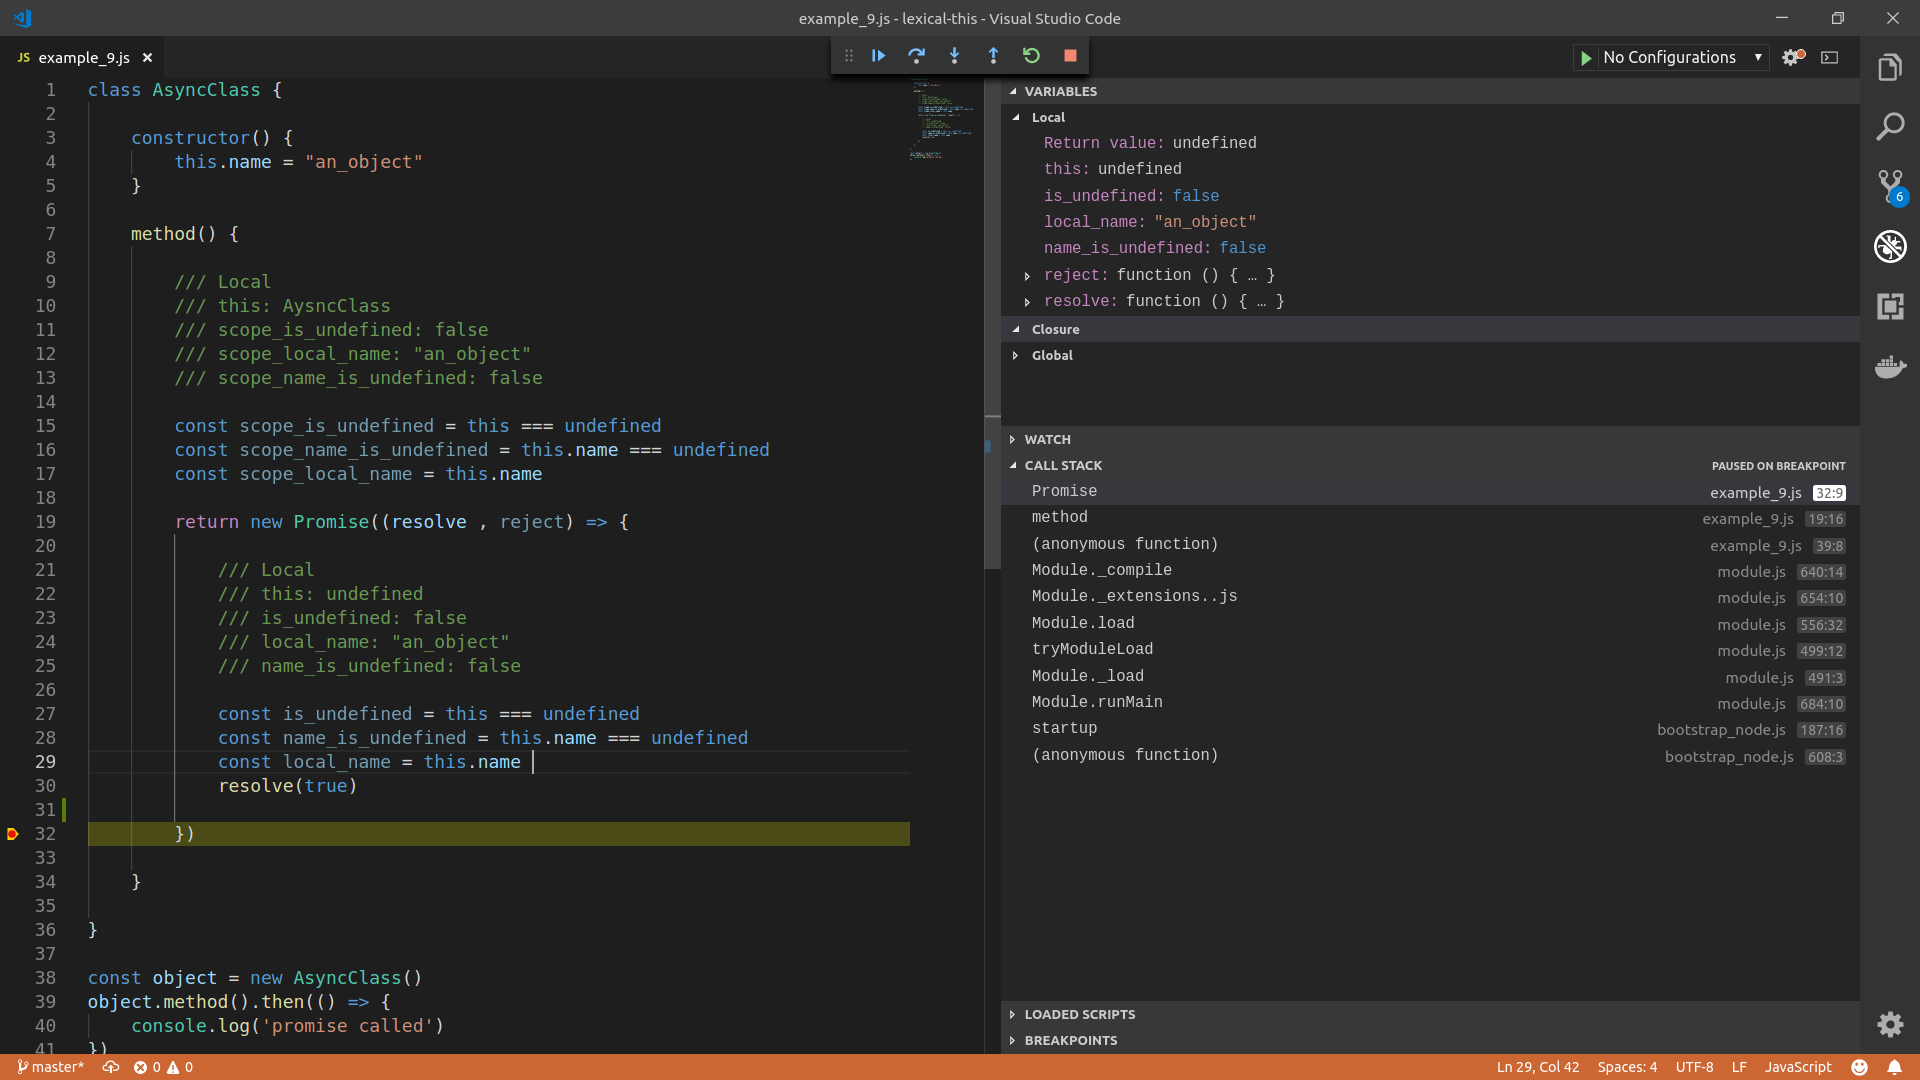 example_9.js - lexical-this - Visual Studio Code
JS example_9.js
No Configurations
1 class AsyncClass {
2
3 constructor() {
4 this.name = "an_object"
5 }
6
7 method() {
8
9 /// Local
10 /// this: AysncClass
11 /// scope_is_undefined: false
12 /// scope_local_name: "an_object"
13 /// scope_name_is_undefined: false
14
15 const scope_is_undefined = this === undefined
16 const scope_name_is_undefined = this.name === undefined
17 const scope_local_name = this.name
18
19 return new Promise((resolve , reject) => {
20
21 /// Local
22 /// this: undefined
23 /// is_undefined: false
24 /// local_name: "an_object"
25 /// name_is_undefined: false
26
27 const is_undefined = this === undefined
28 const name_is_undefined = this.name === undefined
29 const local_name = this.name
30 resolve(true)
31
32 })
33
34 }
35
36 }
37
38 const object = new AsyncClass()
39 object.method().then(() => {
40 console.log('promise called')
41 })
VARIABLES
Local
Return value: undefined
this: undefined
is_undefined: false
local_name: "an_object"
name_is_undefined: false
reject: function () { … }
resolve: function () { … }
Closure
Global
WATCH
CALL STACK PAUSED ON BREAKPOINT
Promise example_9.js 32:9
method example_9.js 19:16
(anonymous function) example_9.js 39:8
Module._compile module.js 640:14
Module._extensions..js module.js 654:10
Module.load module.js 556:32
tryModuleLoad module.js 499:12
Module._load module.js 491:3
Module.runMain module.js 684:10
startup bootstrap_node.js 187:16
(anonymous function) bootstrap_node.js 608:3
LOADED SCRIPTS
BREAKPOINTS
6
master* 0 0 Ln 29, Col 42 Spaces: 4 UTF-8 LF JavaScript